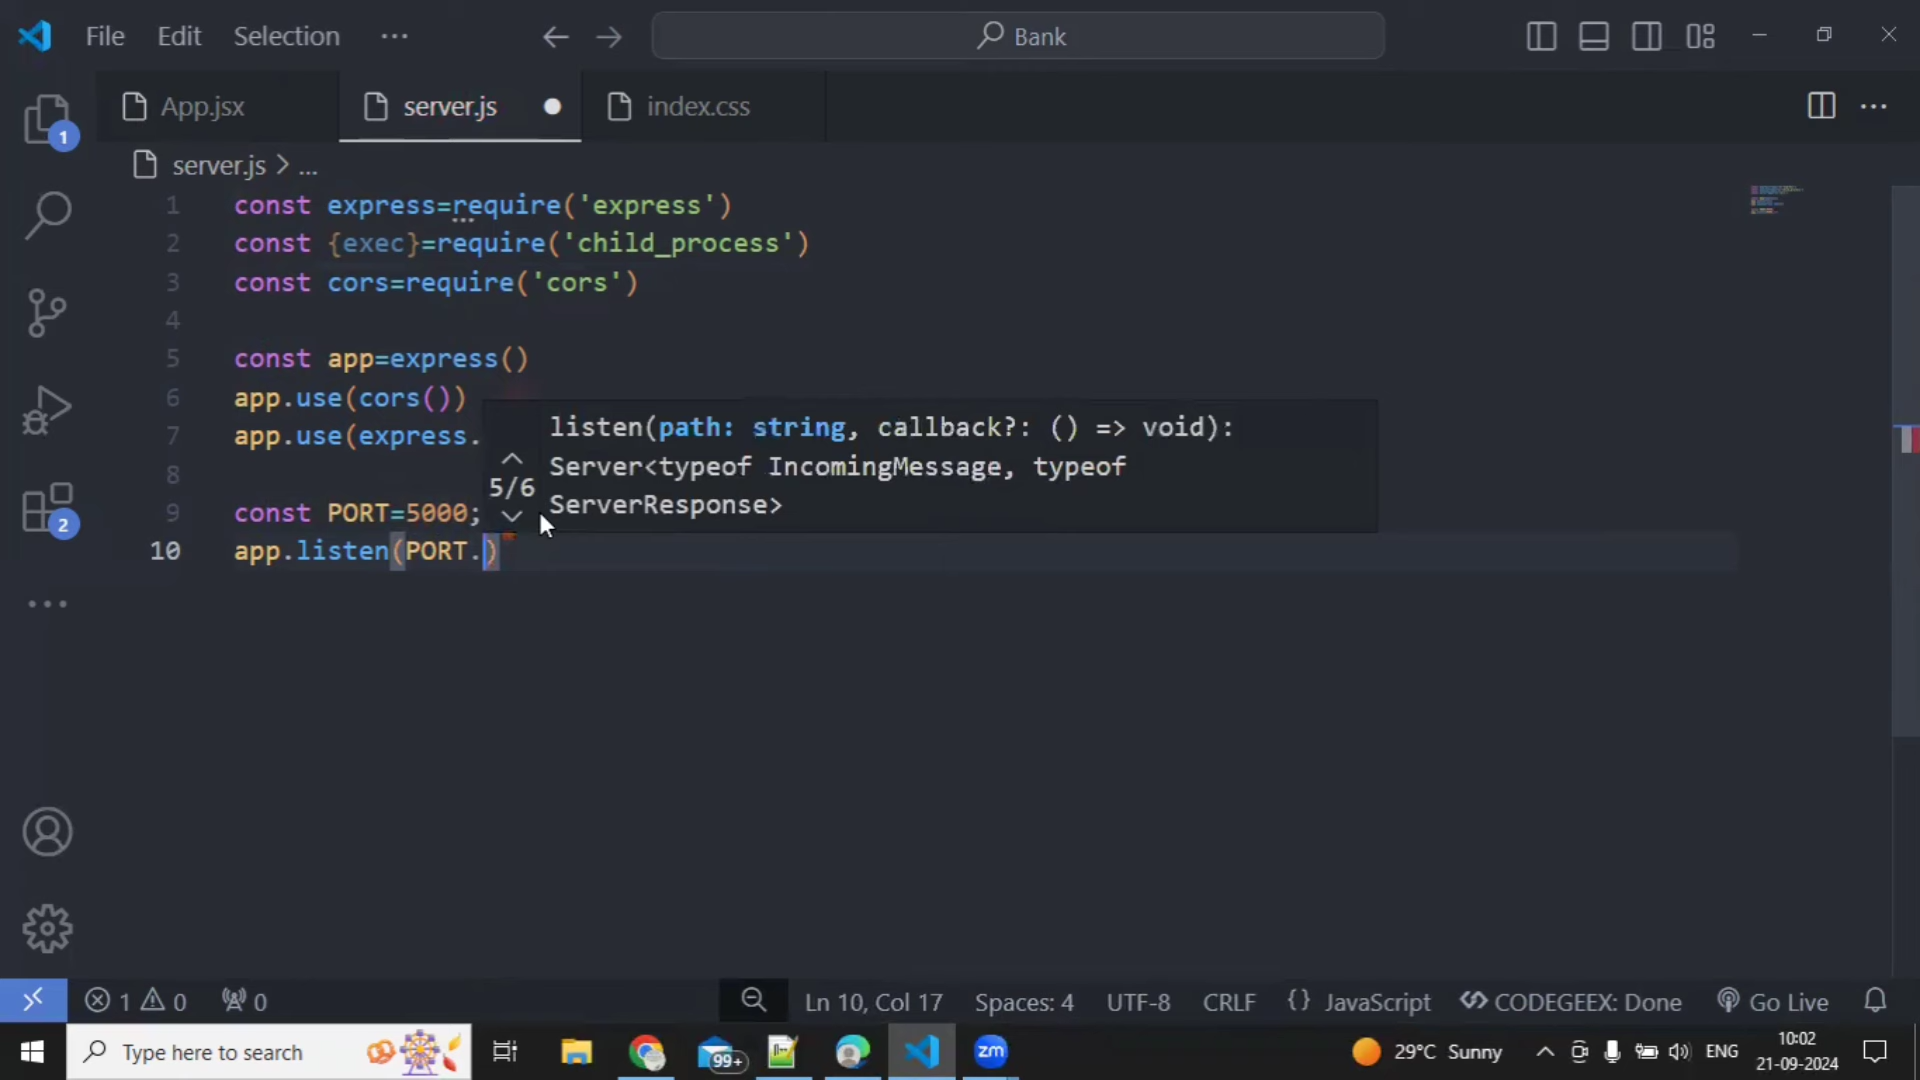 File Edit Selection ··· Bank
App.jsx server.js index.css
server.js > ...
1 const express=require('express')
2 const {exec}=require('child_process')
3 const cors=require('cors')
4
5 const app=express()
6 app.use(cors())
7 app.use(express.
8
9 const PORT=5000;
10 app.listen(PORT.)
listen(path: string, callback?: () => void):
Server<typeof IncomingMessage, typeof
ServerResponse>
5/6
1
2
1 0 0 Ln 10, Col 17 Spaces: 4 UTF-8 CRLF {} JavaScript CODEGEEX: Done Go Live
Type here to search 99+ zm 29°C Sunny ENG 10:02
21-09-2024